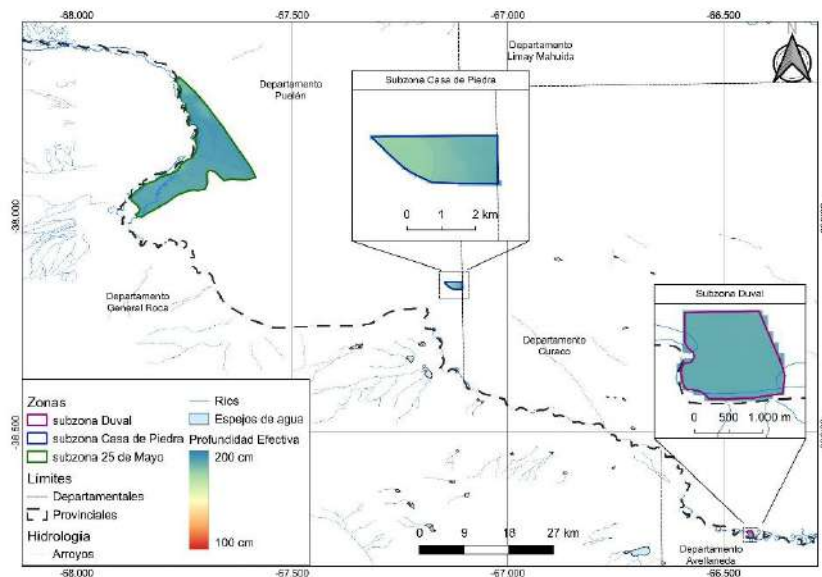 -68.000 -67.500 -67.000 -66.500
N
Departamento
Limay Mahuida
Departamento
Puelén
Subzona Casa de Piedra
0 1 2 km
-38.000
Departamento
General Roca
Subzona Duval
0 500 1.000 m
Departamento
Curaco
Zonas
subzona Duval
subzona Casa de Piedra
subzona 25 de Mayo
Límites
Departamentales
Provinciales
Hidrología
Arroyos
Ríos
Espejos de agua
Profundidad Efectiva
200 cm
100 cm
-38.500
0 9 18 27 km
Departamento
Avellaneda
-68.000 -67.500 -67.000 -66.500